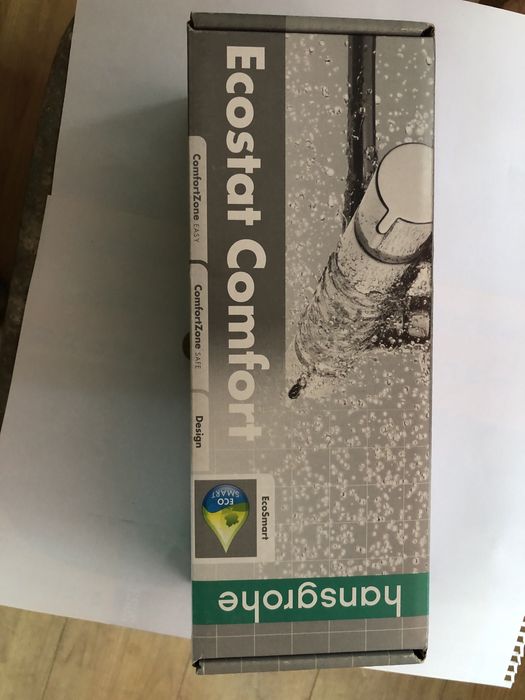 Ecostat Comfort
ComfortZone EASY
ComfortZone SAFE
Design
EcoSmart
ECO
SMART
hansgrohe